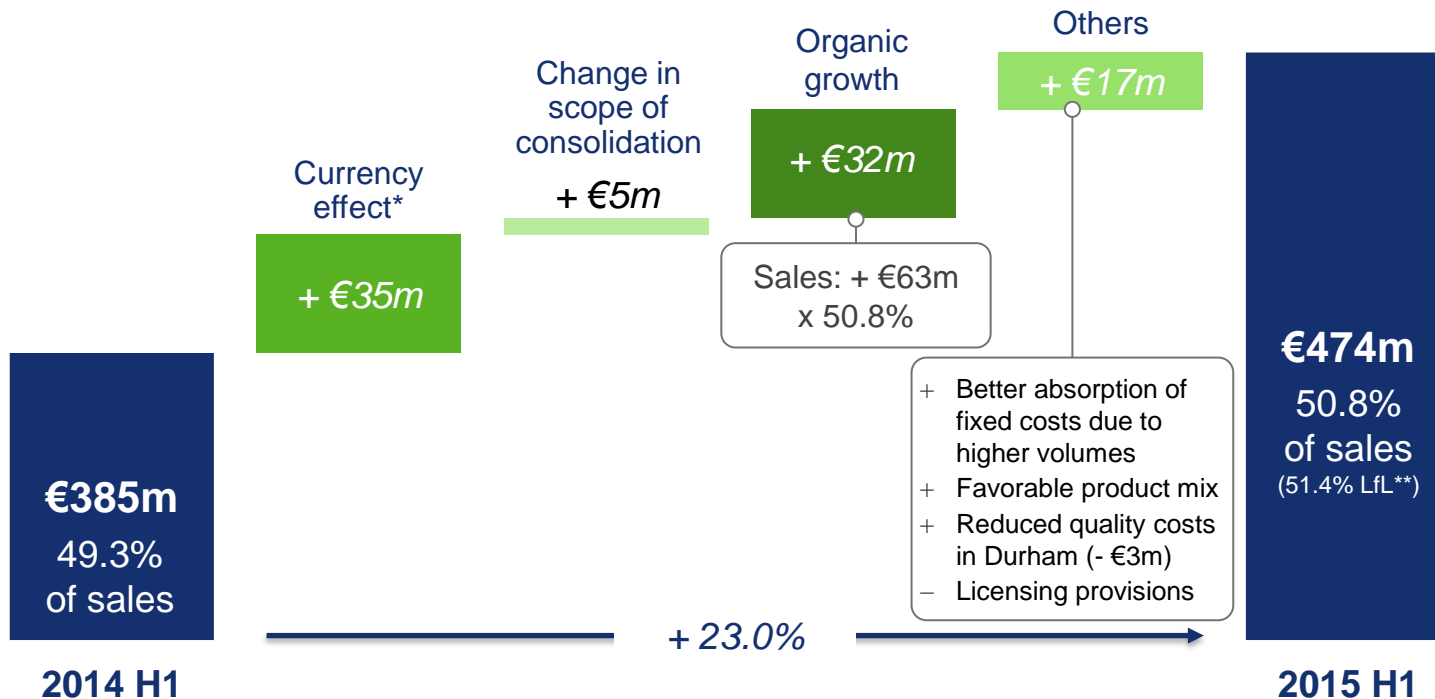 €385m
49.3%
of sales
2014 H1
Currency
effect*
+ €35m
Change in
scope of
consolidation
+ €5m
Organic
growth
+ €32m
Sales: + €63m
x 50.8%
Others
+ €17m
+ Better absorption of
fixed costs due to
higher volumes
+ Favorable product mix
+ Reduced quality costs
in Durham (- €3m)
− Licensing provisions
+ 23.0%
€474m
50.8%
of sales
(51.4% LfL**)
2015 H1